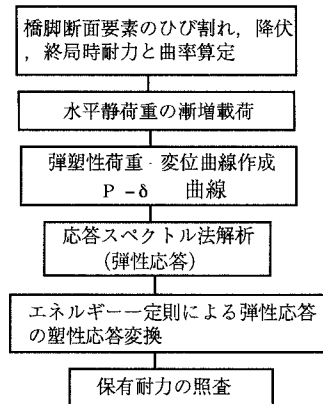 橋脚断面要素のひび割れ，降伏
，終局時耐力と曲率算定
水平静荷重の漸増載荷
弾塑性荷重・変位曲線作成
P－δ 曲線
応答スペクトル法解析
(弾性応答)
エネルギー一定則による弾性応答
の塑性応答変換
保有耐力の照査